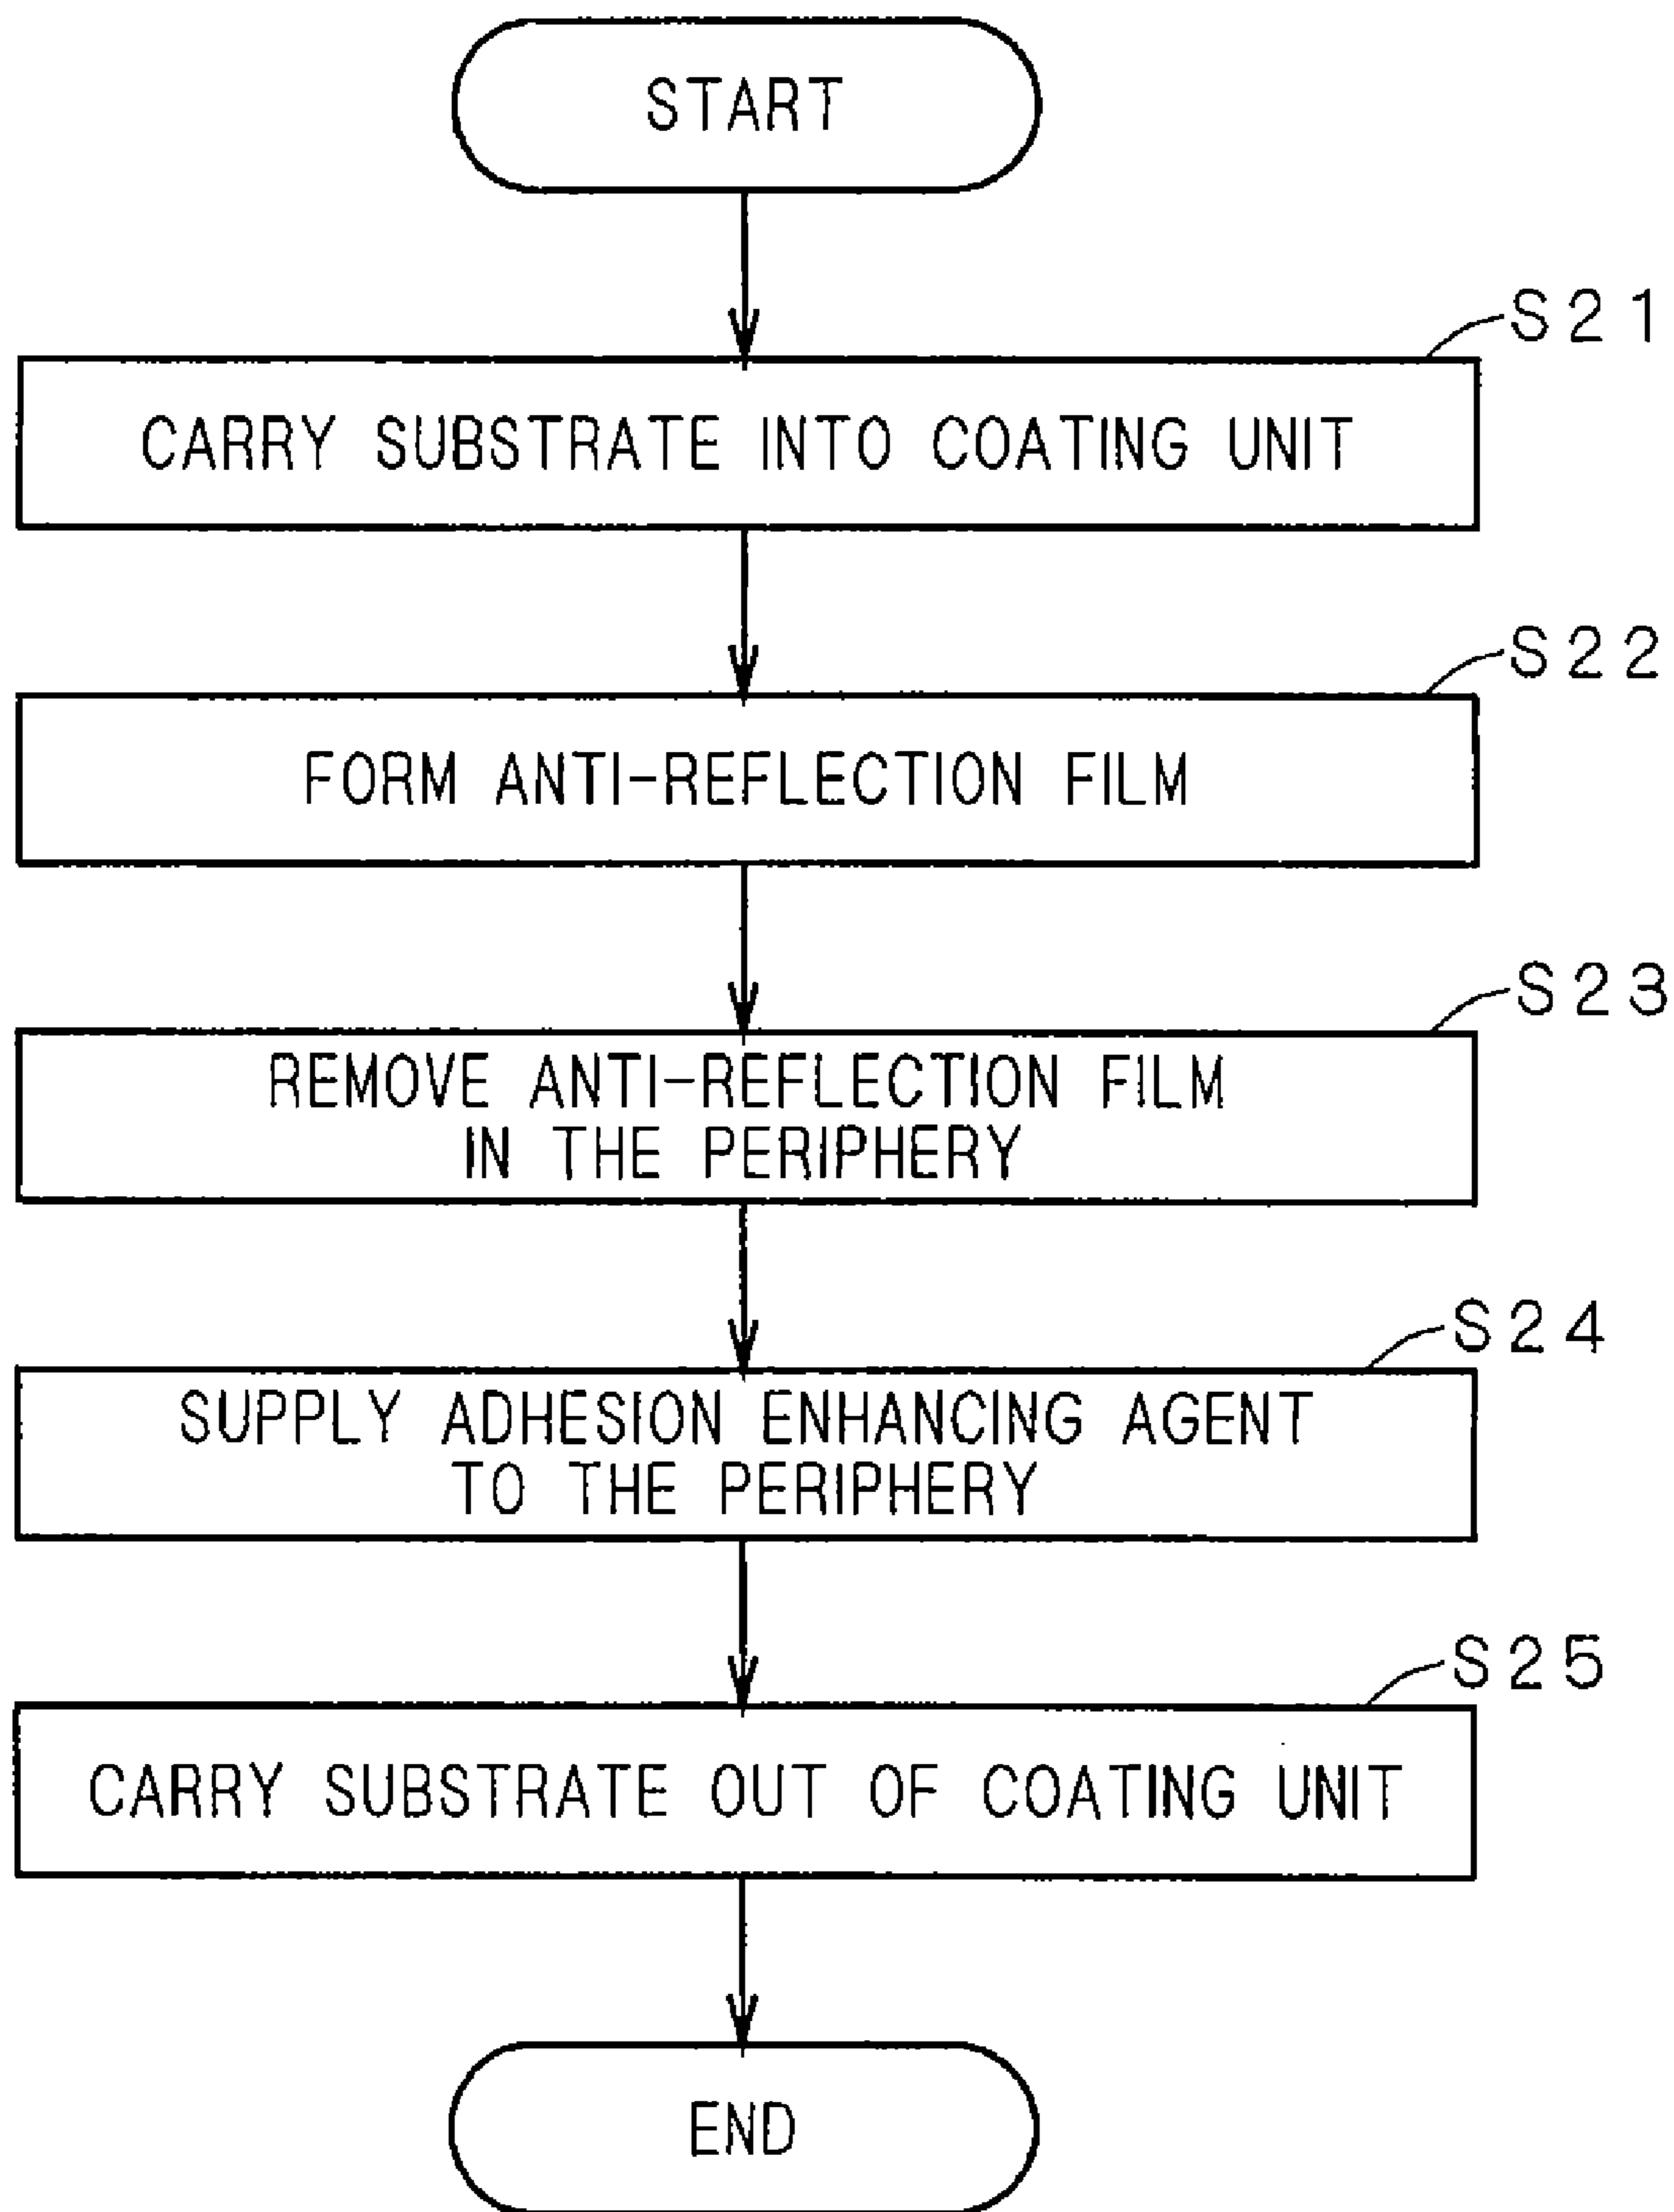 START
S21
CARRY SUBSTRATE INTO COATING UNIT
S22
FORM ANTI-REFLECTION FILM
S23
REMOVE ANTI-REFLECTION FILM
IN THE PERIPHERY
S24
SUPPLY ADHESION ENHANCING AGENT
TO THE PERIPHERY
S25
CARRY SUBSTRATE OUT OF COATING UNIT
END